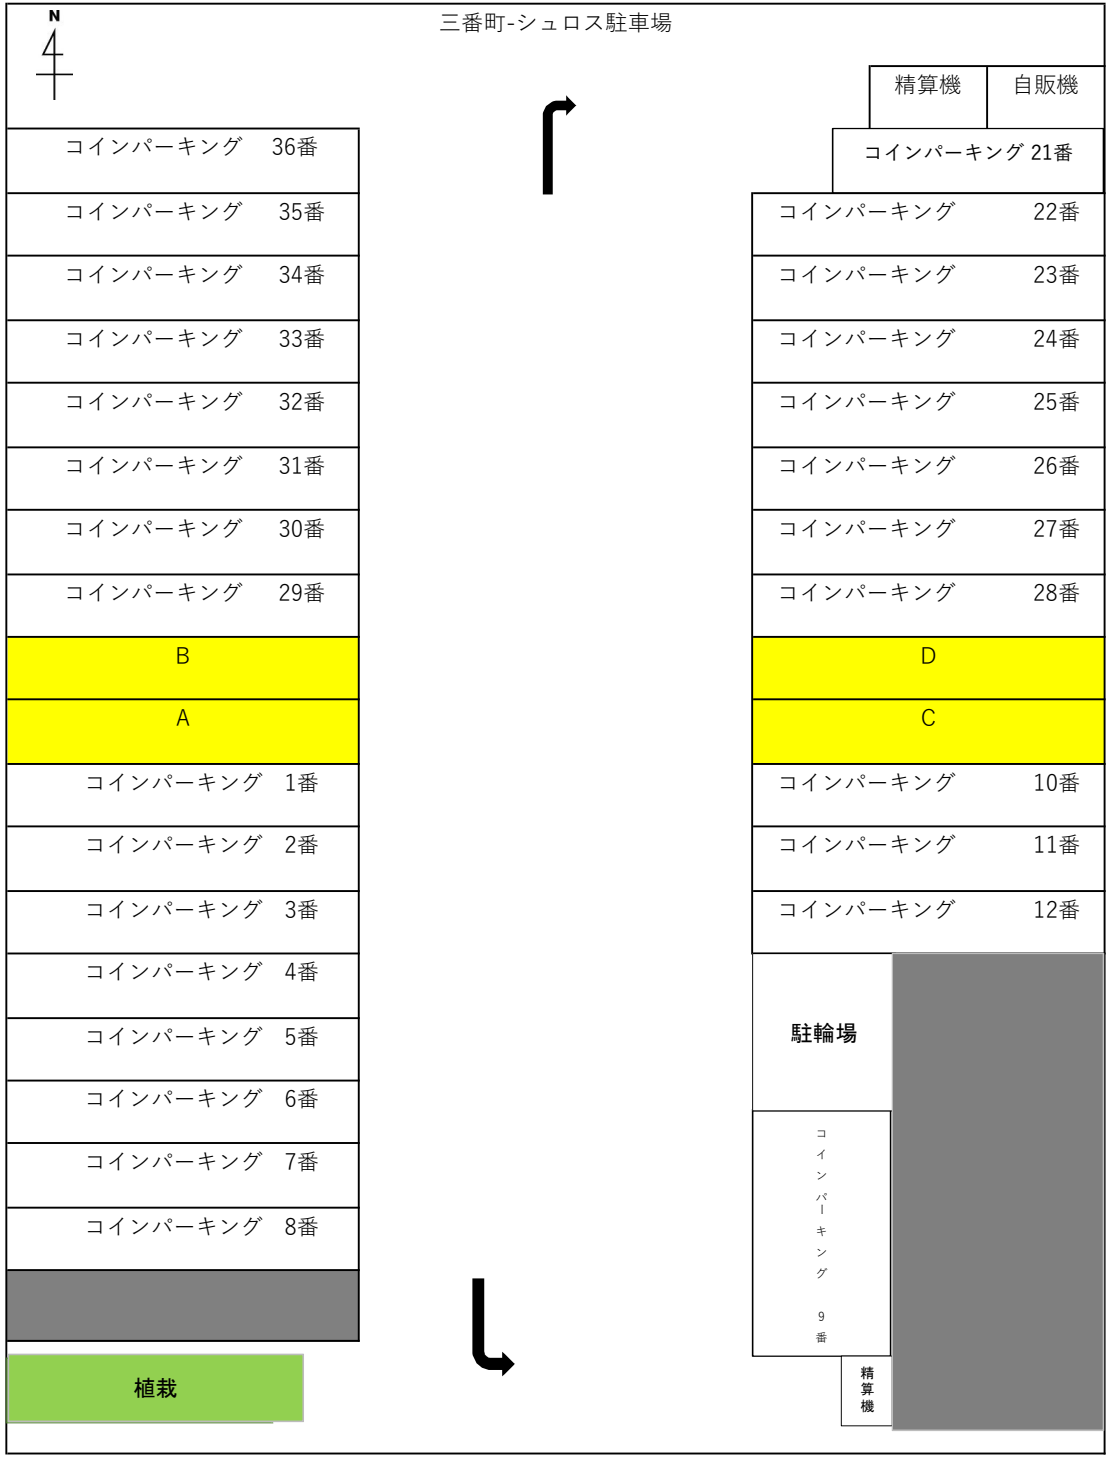 三番町-シュロス駐車場
N
精算機 自販機
コインパーキング 36番
コインパーキング 21番
コインパーキング 35番
コインパーキング 22番
コインパーキング 34番
コインパーキング 23番
コインパーキング 33番
コインパーキング 24番
コインパーキング 32番
コインパーキング 25番
コインパーキング 31番
コインパーキング 26番
コインパーキング 30番
コインパーキング 27番
コインパーキング 29番
コインパーキング 28番
B
D
A
C
コインパーキング 1番
コインパーキング 10番
コインパーキング 2番
コインパーキング 11番
コインパーキング 3番
コインパーキング 12番
コインパーキング 4番
コインパーキング 5番
駐輪場
コインパーキング 6番
コインパーキング 7番
コインパーキング 8番
コインパーキング 9番
植栽
精算機